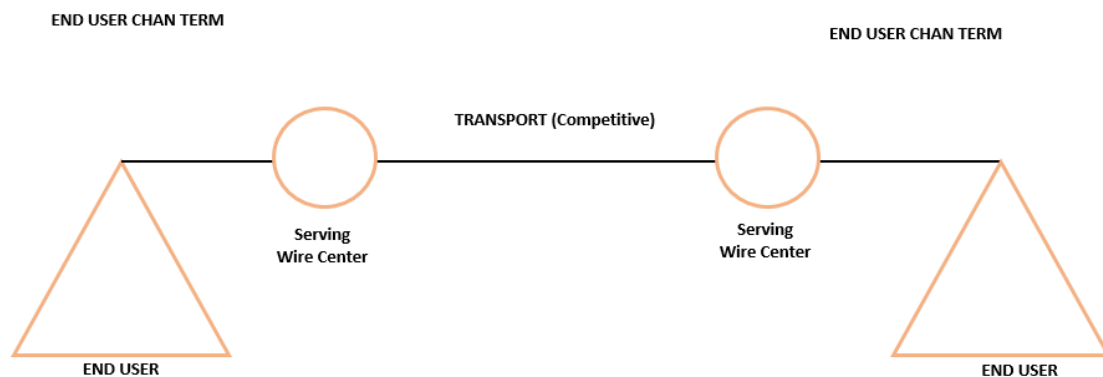 END USER CHAN TERM
END USER CHAN TERM
TRANSPORT (Competitive)
Serving
Wire Center
Serving
Wire Center
END USER
END USER